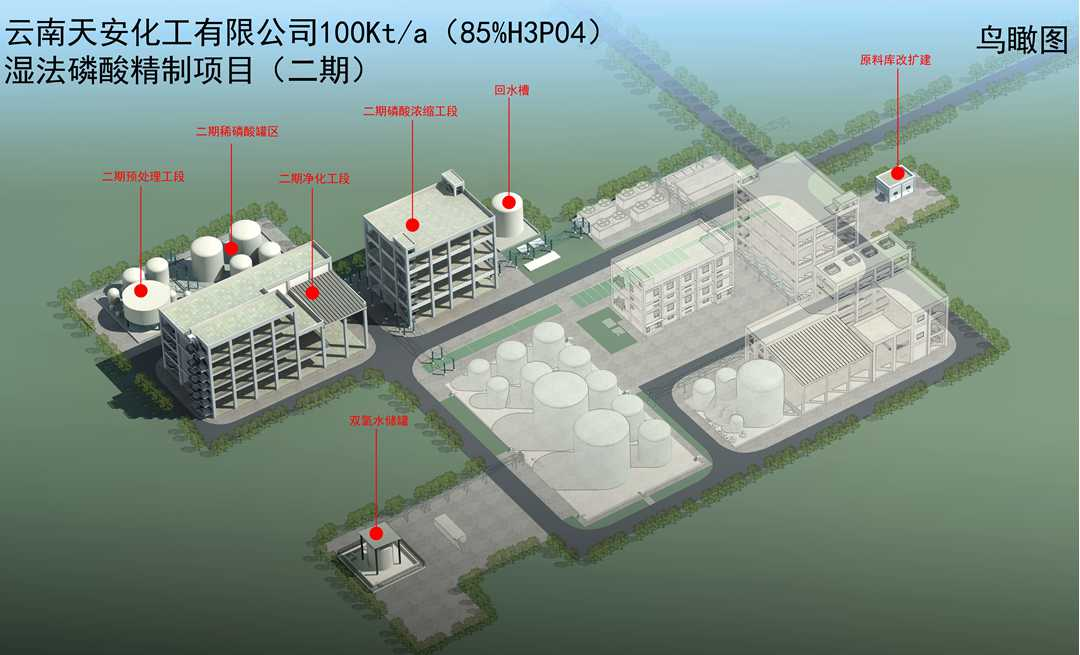 云南天安化工有限公司100Kt/a（85%H3PO4）
湿法磷酸精制项目（二期）
鸟瞰图
原料库改扩建
回水槽
二期磷酸浓缩工段
二期稀磷酸罐区
二期预处理工段
二期净化工段
双氢水储罐